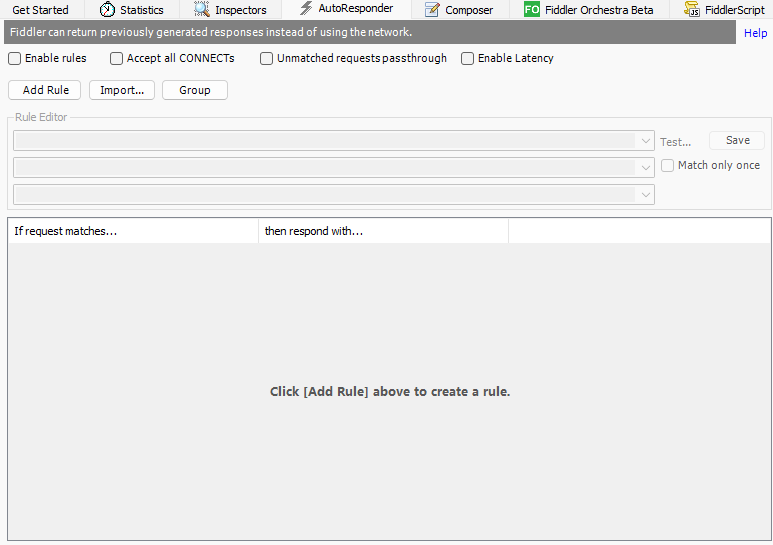 Get Started Statistics Inspectors AutoResponder Composer FO Fiddler Orchestra Beta JS FiddlerScript
Fiddler can return previously generated responses instead of using the network. Help
Enable rules Accept all CONNECTs Unmatched requests passthrough Enable Latency
Add Rule Import... Group
Rule Editor
Test... Save
Match only once
If request matches... then respond with...
Click [Add Rule] above to create a rule.